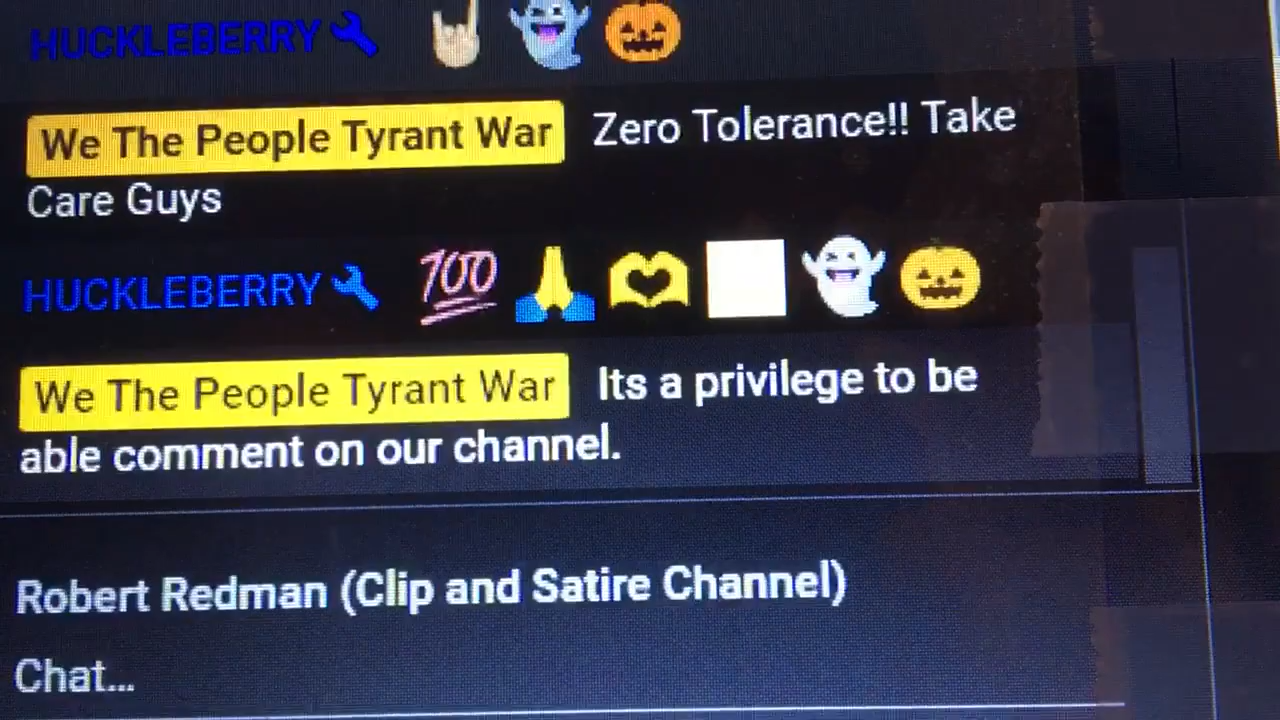 HUCKLEBERRY
We The People Tyrant War Zero Tolerance!! Take
Care Guys
HUCKLEBERRY 💯
We The People Tyrant War Its a privilege to be
able comment on our channel.
Robert Redman (Clip and Satire Channel)
Chat...